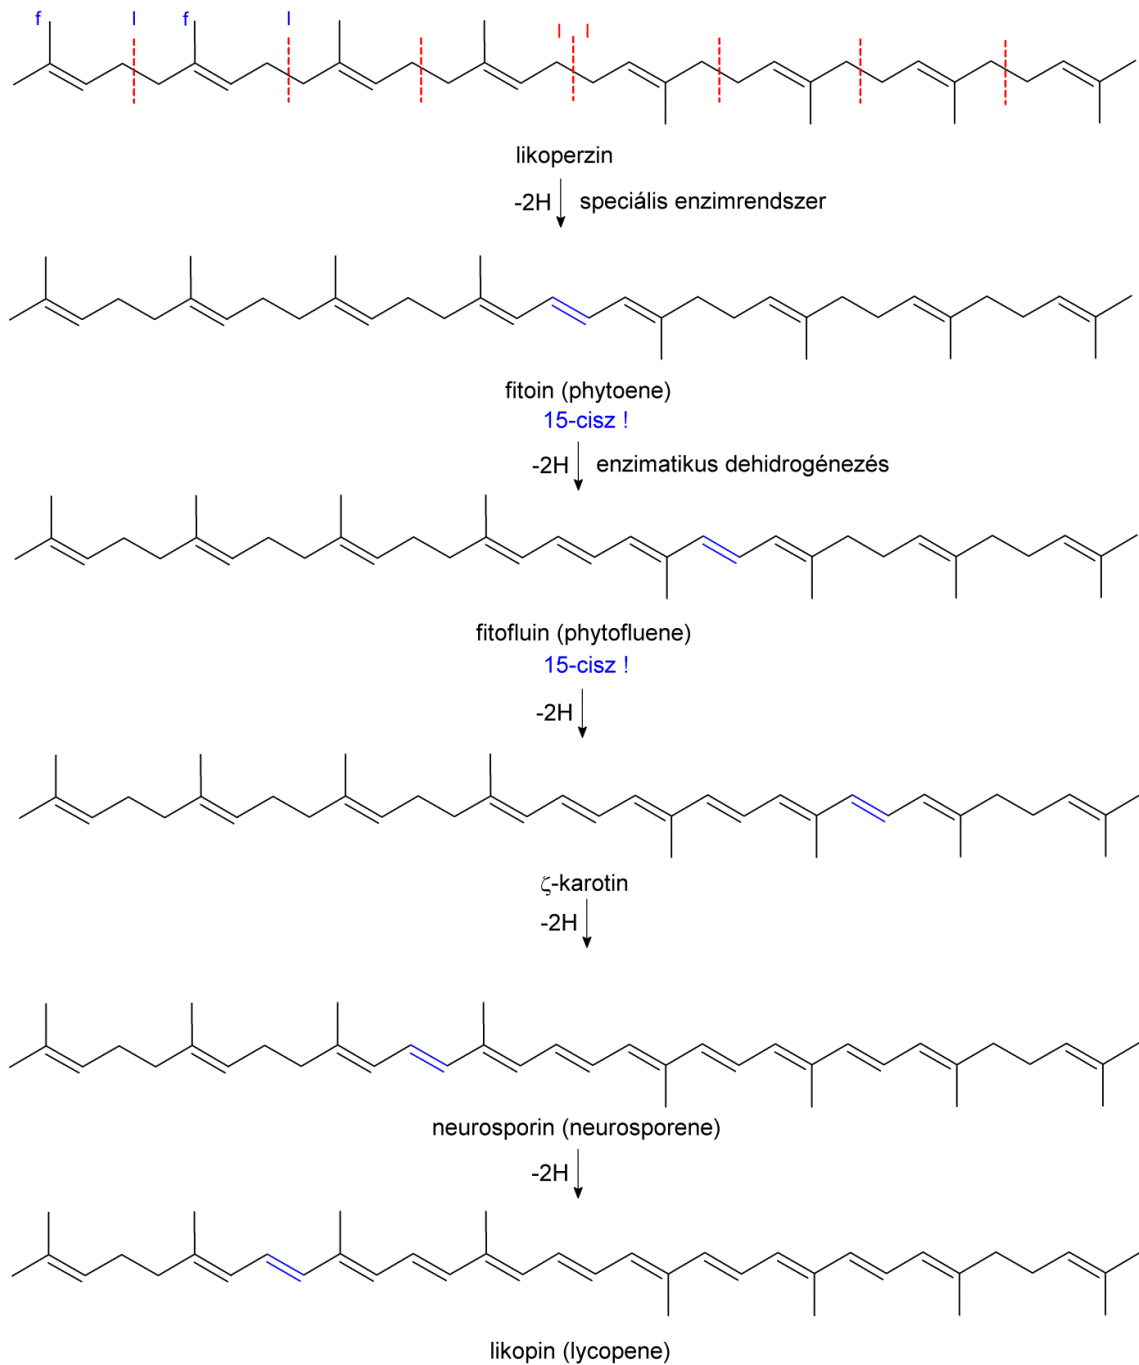 f l f l l l
likoperzin
-2H speciális enzimrendszer
fitoin (phytoene)
15-cisz !
-2H enzimatikus dehidrogénezés
fitofluin (phytofluene)
15-cisz !
-2H
ζ-karotin
-2H
neurosporin (neurosporene)
-2H
likopin (lycopene)